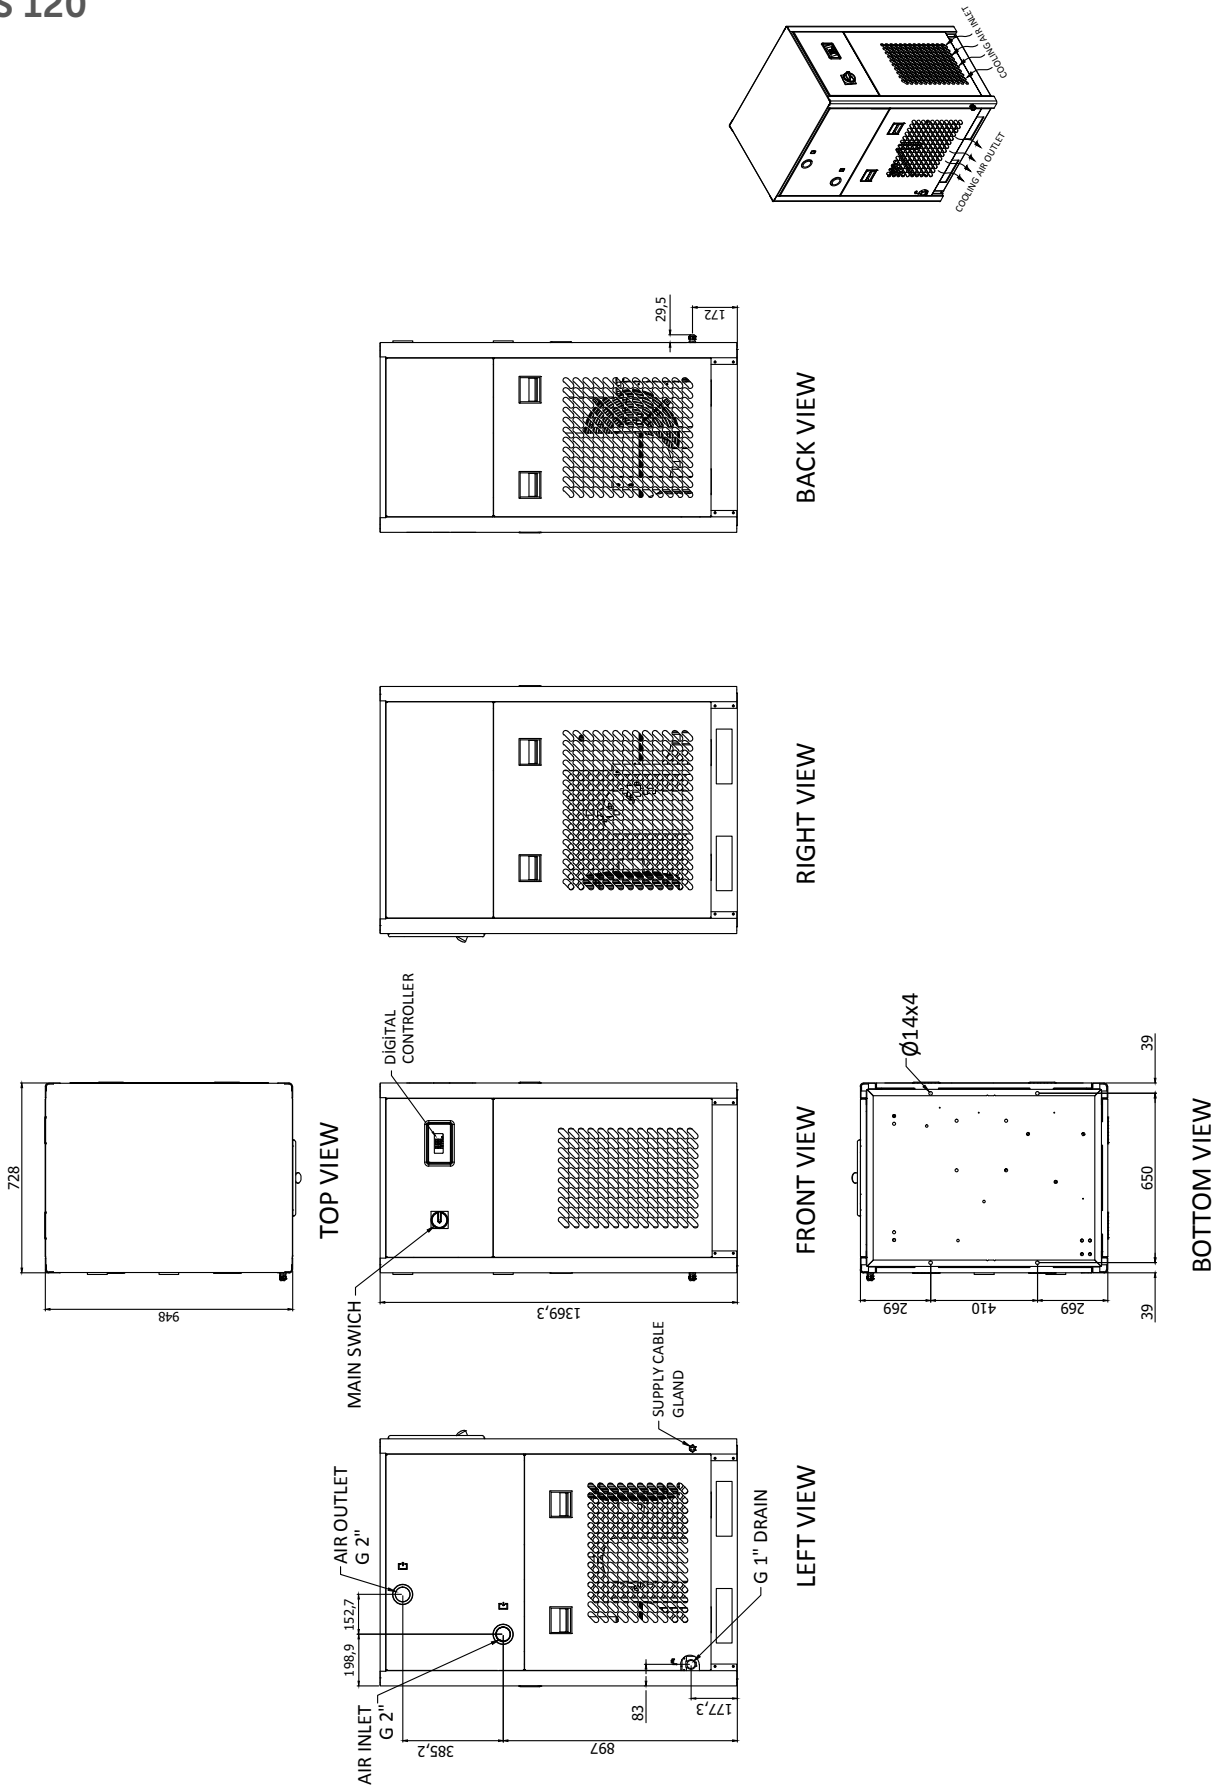 S 120
COOLING AIR INLET
COOLING AIR OUTLET
29,5
172
BACK VIEW
RIGHT VIEW
728
948
TOP VIEW
DİGİTAL
CONTROLLER
MAIN SWICH
1369,3
FRONT VIEW
Ø14x4
39
650
39
269
410
269
BOTTOM VIEW
AIR OUTLET
G 2"
AIR INLET
G 2"
152,7
198,9
385,2
897
83
177,3
SUPPLY CABLE
GLAND
G 1" DRAIN
LEFT VIEW